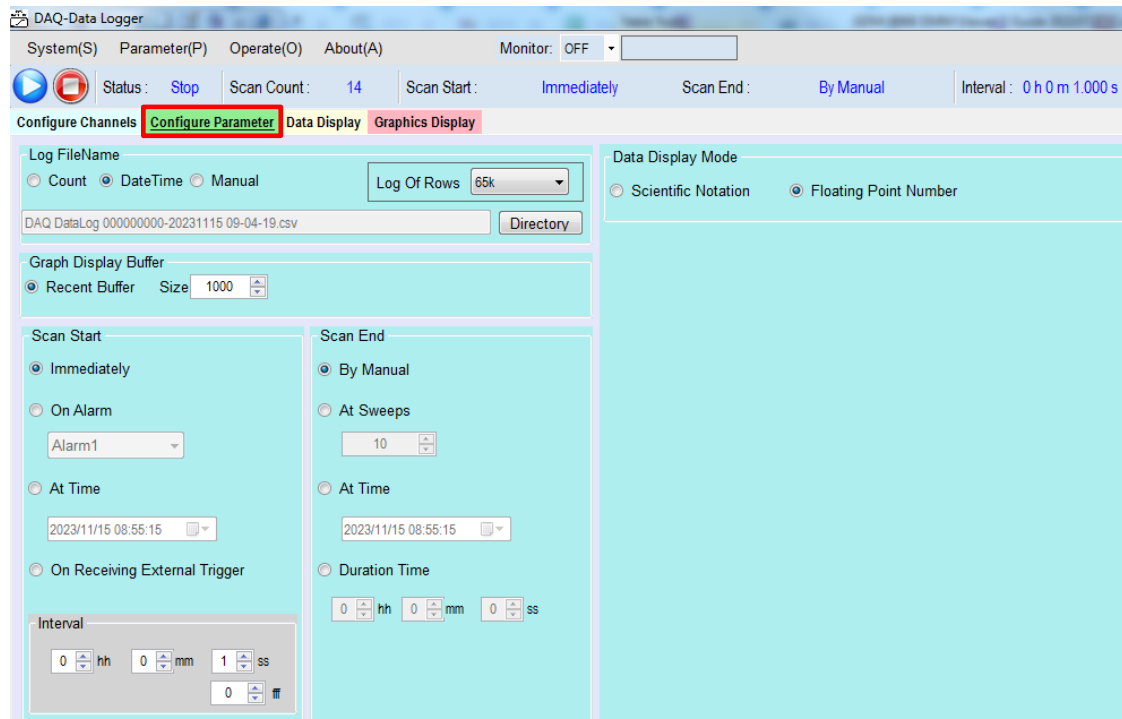 DAQ-Data Logger
System(S) Parameter(P) Operate(O) About(A) Monitor: OFF
Status : Stop Scan Count : 14 Scan Start : Immediately Scan End : By Manual Interval : 0 h 0 m 1.000 s
Configure Channels Configure Parameter Data Display Graphics Display
Log FileName
Count DateTime Manual Log Of Rows 65k
DAQ DataLog 000000000-20231115 09-04-19.csv Directory
Data Display Mode
Scientific Notation Floating Point Number
Graph Display Buffer
Recent Buffer Size 1000
Scan Start
Immediately
On Alarm
Alarm1
At Time
2023/11/15 08:55:15
On Receiving External Trigger
Interval
0 hh 0 mm 1 ss
0 fff
Scan End
By Manual
At Sweeps
10
At Time
2023/11/15 08:55:15
Duration Time
0 hh 0 mm 0 ss